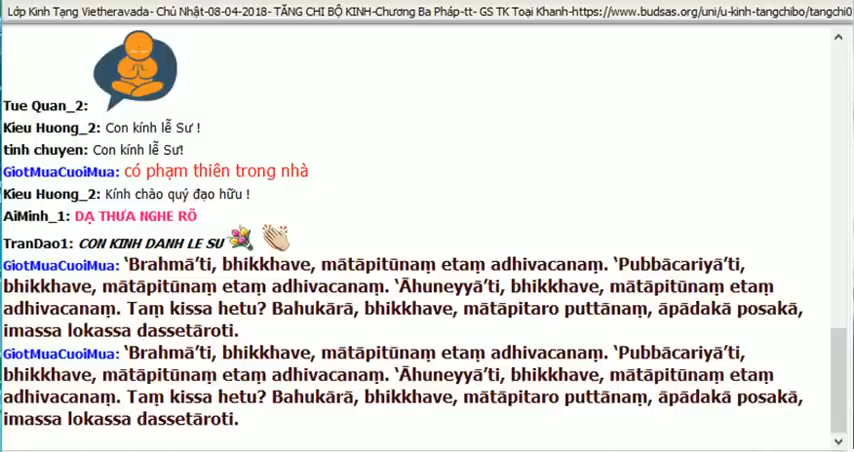 Lớp Kinh Tạng Vietheravada- Chủ Nhật-08-04-2018- TĂNG CHI BỘ KINH-Chương Ba Pháp-tt- GS TK Toại Khanh-https://www.budsas.org/uni/u-kinh-tangchibo/tangchi0
Tue Quan_2:
Kieu Huong_2: Con kính lễ Sư !
tinh chuyen: Con kính lễ Sư!
GiotMuaCuoiMua: có phạm thiên trong nhà
Kieu Huong_2: Kính chào quý đạo hữu !
AiMinh_1: DẠ THƯA NGHE RÕ
TranDao1: CON KINH DANH LE SU
GiotMuaCuoiMua: ‘Brahmā’ti, bhikkhave, mātāpitūnaṃ etaṃ adhivacanaṃ. ‘Pubbācariyā’ti,
bhikkhave, mātāpitūnaṃ etaṃ adhivacanaṃ. ‘Āhuneyyā’ti, bhikkhave, mātāpitūnaṃ etaṃ
adhivacanaṃ. Taṃ kissa hetu? Bahukārā, bhikkhave, mātāpitaro puttānaṃ, āpādakā posakā,
imassa lokassa dassetāroti.
GiotMuaCuoiMua: ‘Brahmā’ti, bhikkhave, mātāpitūnaṃ etaṃ adhivacanaṃ. ‘Pubbācariyā’ti,
bhikkhave, mātāpitūnaṃ etaṃ adhivacanaṃ. ‘Āhuneyyā’ti, bhikkhave, mātāpitūnaṃ etaṃ
adhivacanaṃ. Taṃ kissa hetu? Bahukārā, bhikkhave, mātāpitaro puttānaṃ, āpādakā posakā,
imassa lokassa dassetāroti.